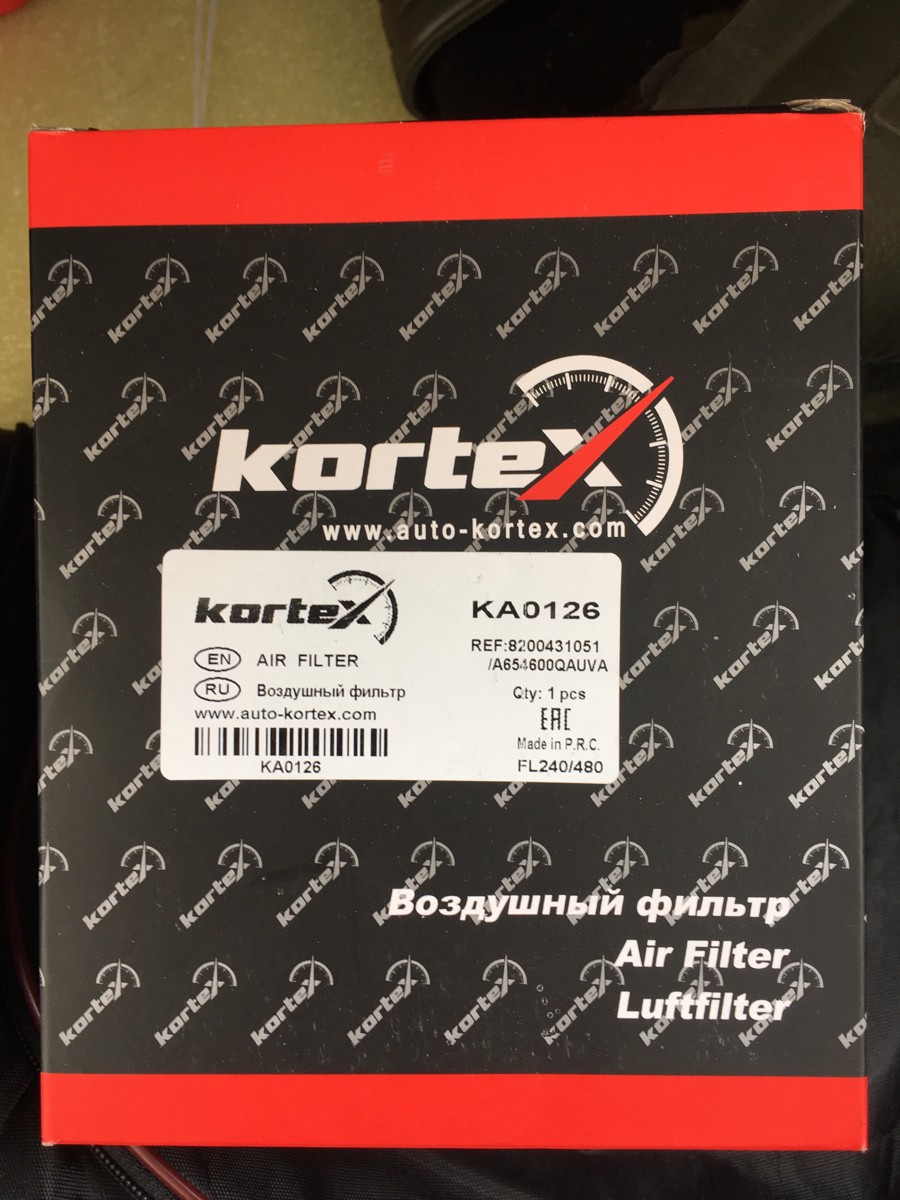 kortex
www.auto-kortex.com
kortex
KA0126
REF:8200431051
/A654600QAUVA
EN AIR FILTER
RU Воздушный фильтр
Qty: 1 pcs
www.auto-kortex.com
EAC
Made in P.R.C.
KA0126
FL240/480
Воздушный фильтр
Air Filter
Luftfilter